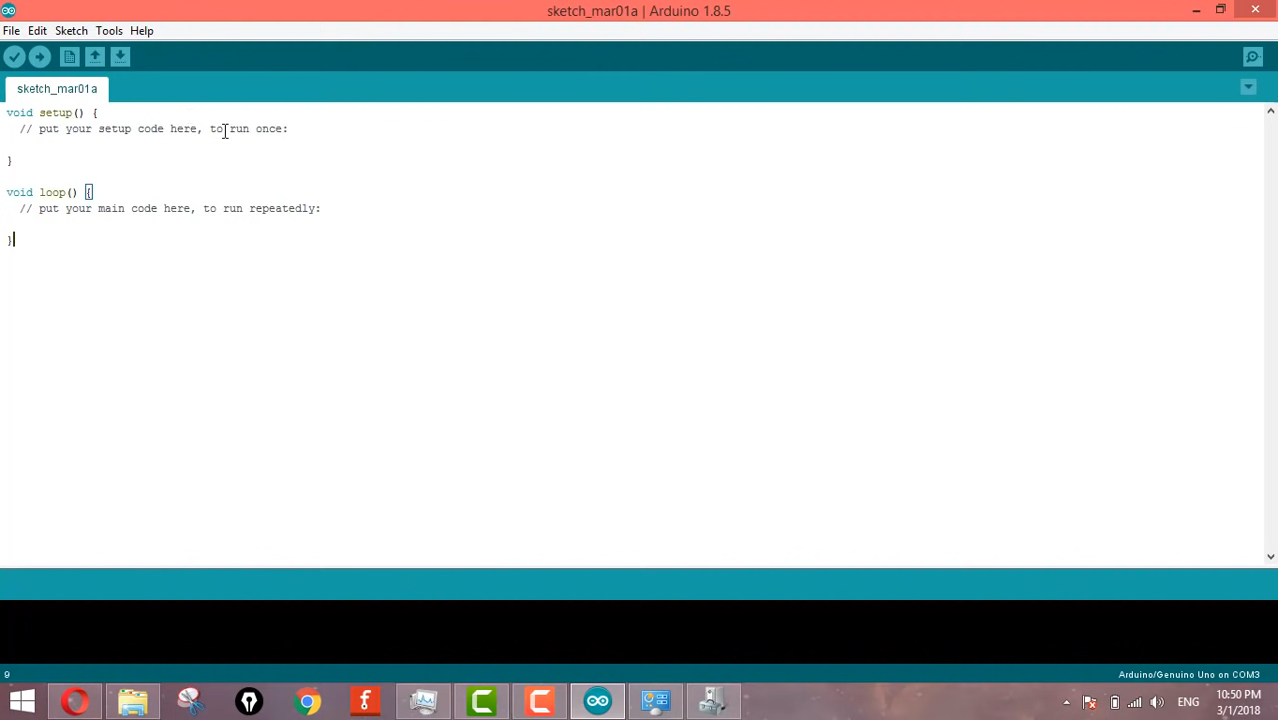 sketch_mar01a | Arduino 1.8.5
File Edit Sketch Tools Help
sketch_mar01a
void setup() {
// put your setup code here, to run once:
}
void loop() {
// put your main code here, to run repeatedly:
}
9
Arduino/Genuino Uno on COM3
ENG
10:50 PM
3/1/2018